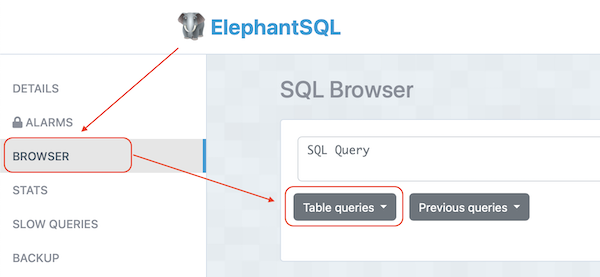 ElephantSQL
DETAILS
ALARMS
BROWSER
STATS
SLOW QUERIES
BACKUP
SQL Browser
SQL Query
Table queries
Previous queries